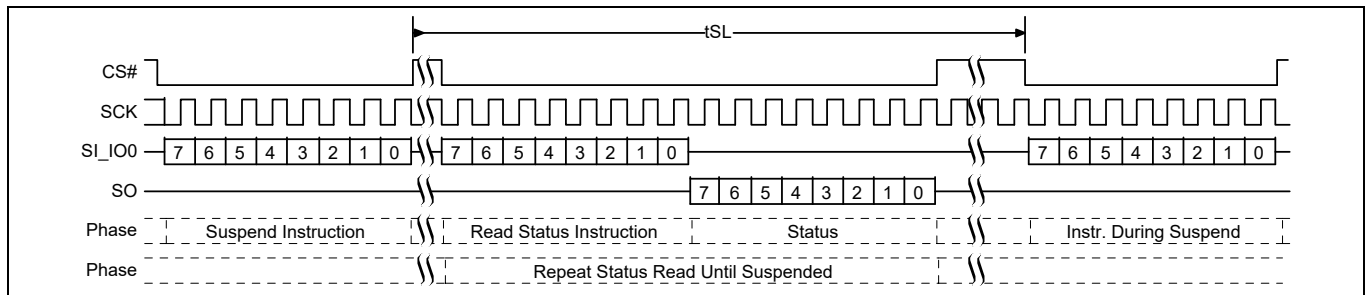 tSL
CS#
SCK
SI_IO0 7 6 5 4 3 2 1 0 7 6 5 4 3 2 1 0 7 6 5 4 3 2 1 0
SO 7 6 5 4 3 2 1 0
Phase Suspend Instruction Read Status Instruction Status Instr. During Suspend
Phase Repeat Status Read Until Suspended